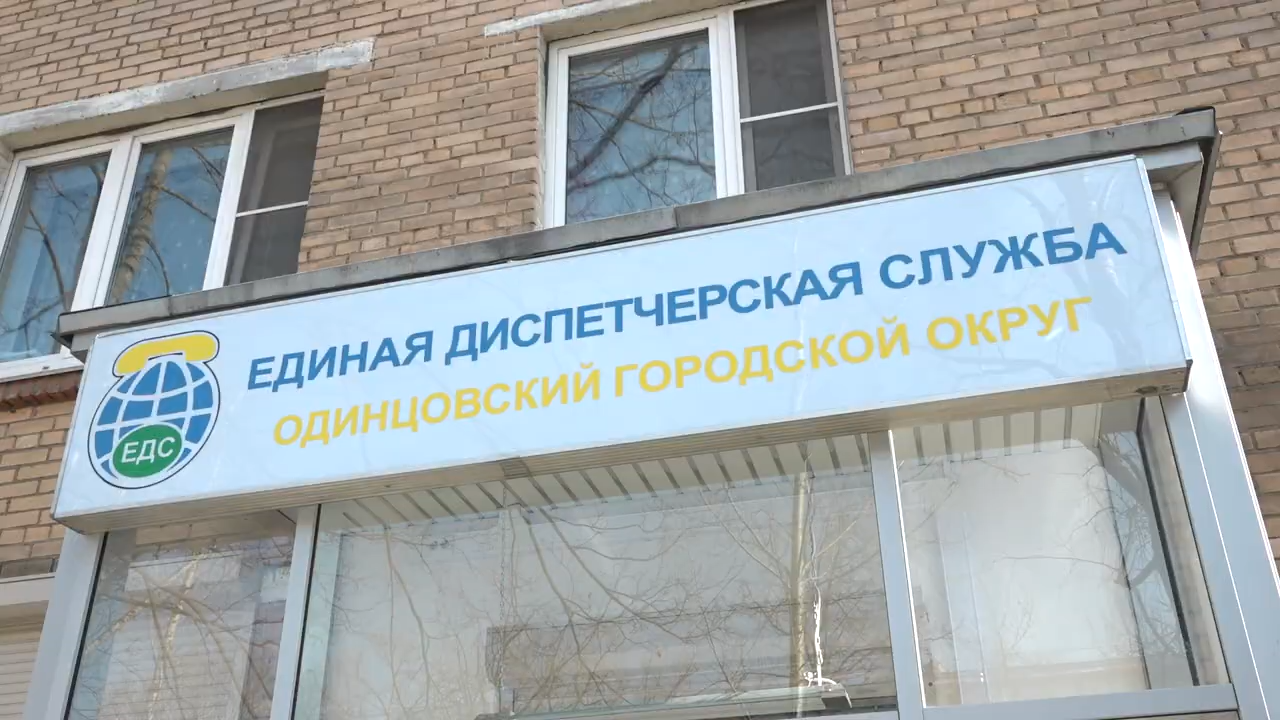 ЕДИНАЯ ДИСПЕТЧЕРСКАЯ СЛУЖБА
ОДИНЦОВСКИЙ ГОРОДСКОЙ ОКРУГ
ЕДС